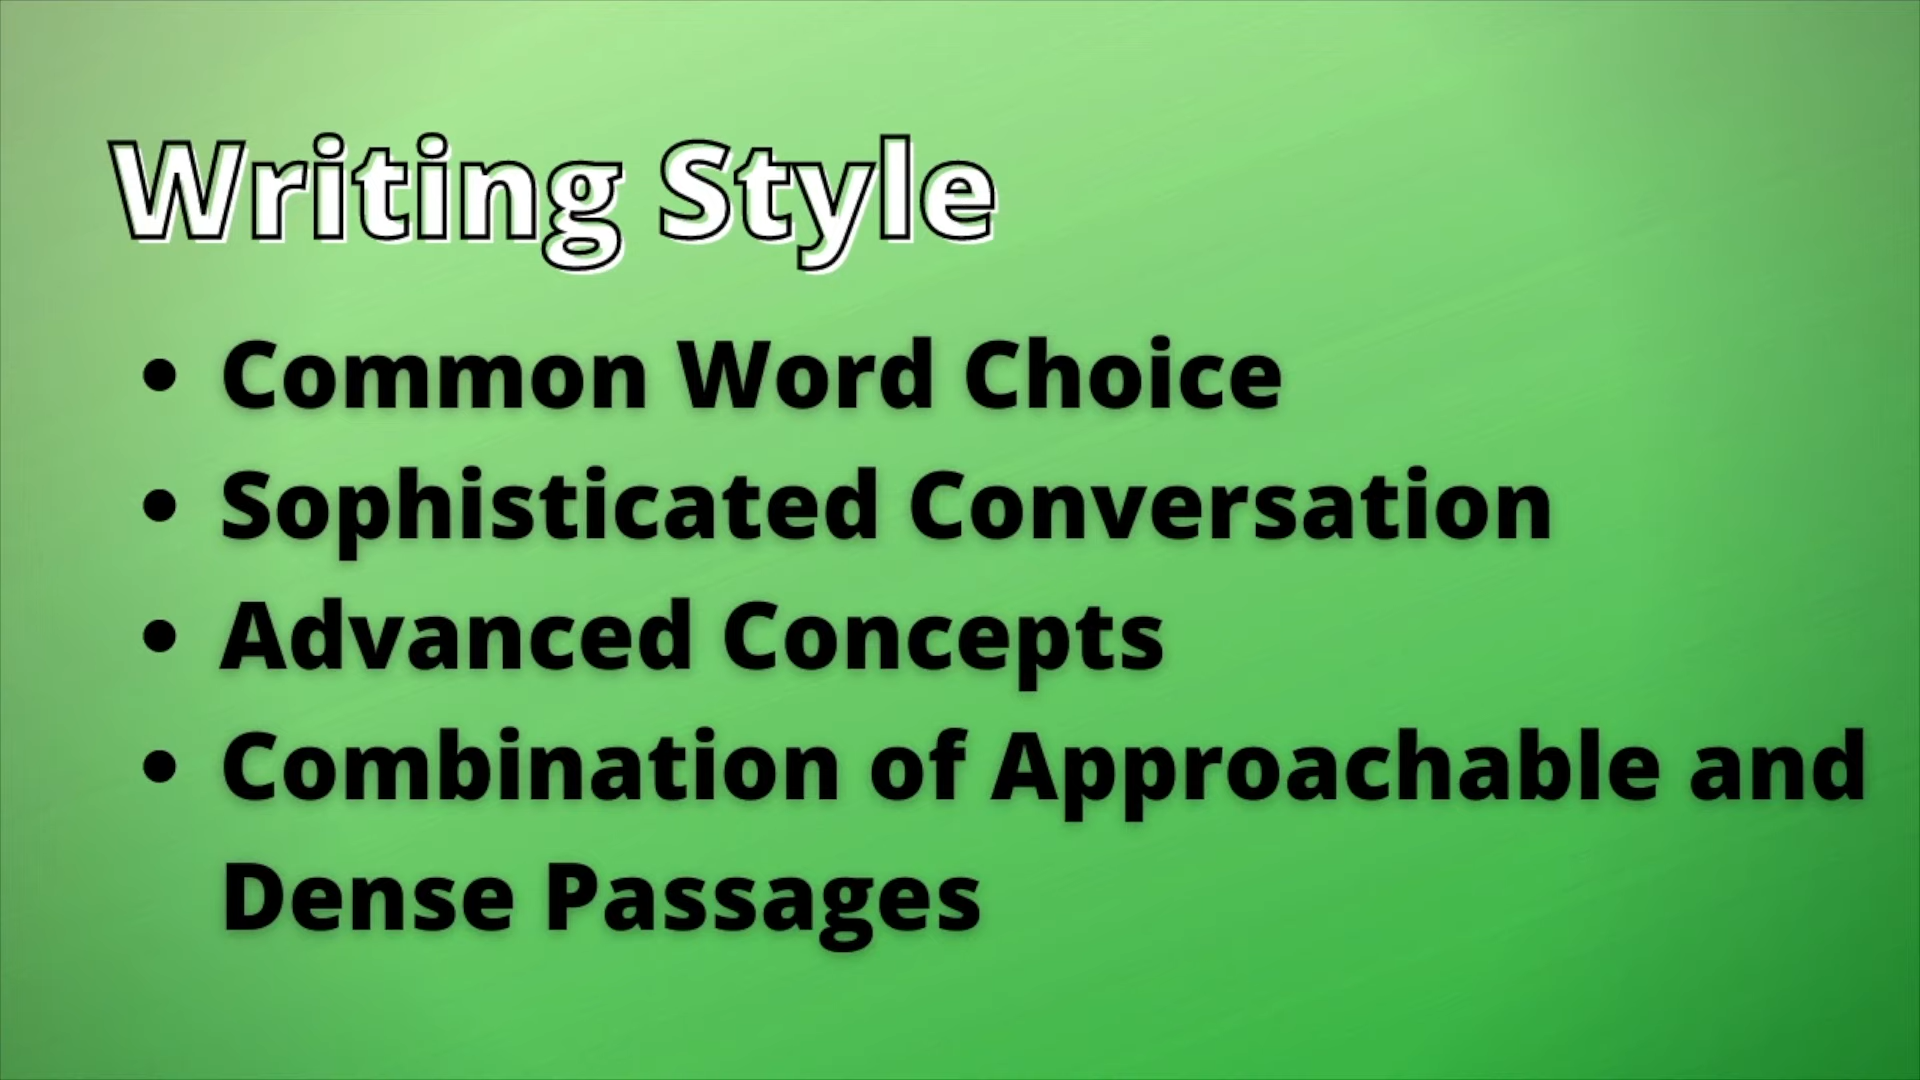 Writing Style
• Common Word Choice
• Sophisticated Conversation
• Advanced Concepts
• Combination of Approachable and
Dense Passages